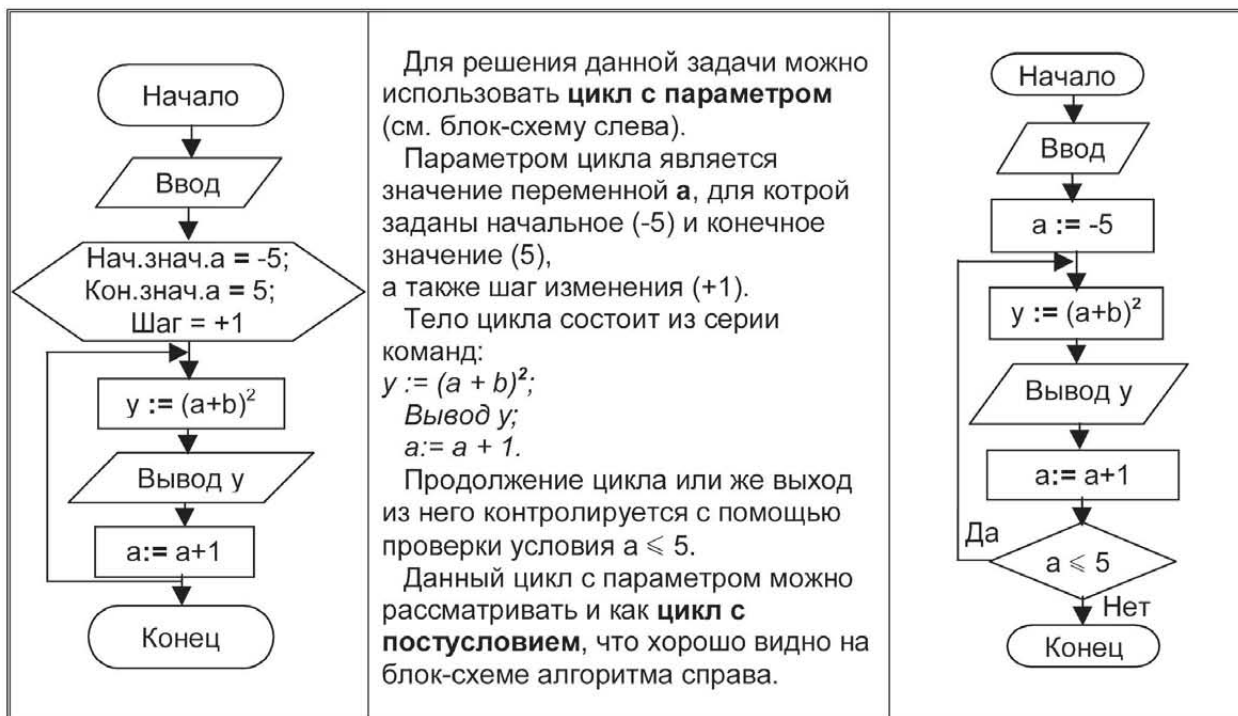 Начало
Ввод
Нач.знач.а = -5;
Кон.знач.а = 5;
Шаг = +1
y := (a+b)²
Вывод y
a:= a+1
Конец
Для решения данной задачи можно
использовать цикл с параметром
(см. блок-схему слева).
Параметром цикла является
значение переменной а, для котрой
заданы начальное (-5) и конечное
значение (5),
а также шаг изменения (+1).
Тело цикла состоит из серии
команд:
y := (a + b)²;
Вывод y;
a:= a + 1.
Продолжение цикла или же выход
из него контролируется с помощью
проверки условия a ⩽ 5.
Данный цикл с параметром можно
рассматривать и как цикл с
постусловием, что хорошо видно на
блок-схеме алгоритма справа.
Начало
Ввод
a := -5
y := (a+b)²
Вывод y
a:= a+1
Да
a ⩽ 5
Нет
Конец